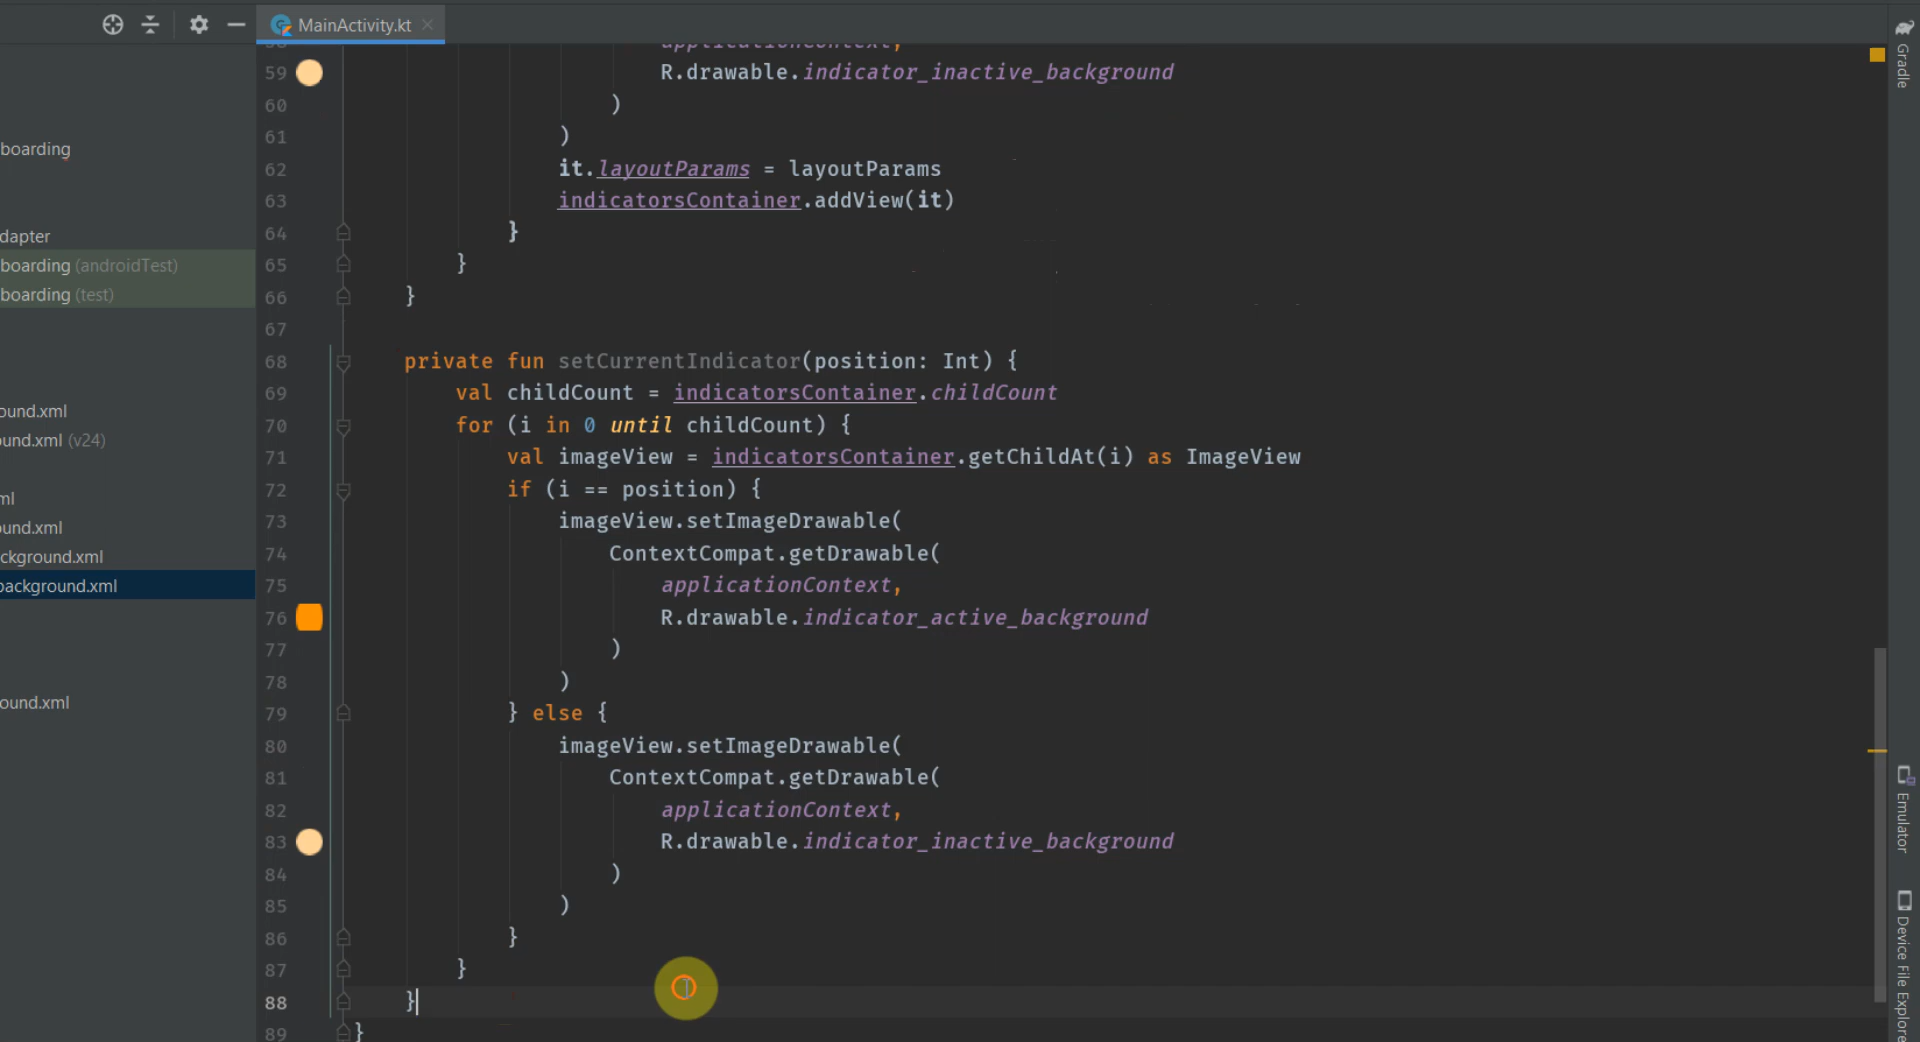 MainActivity.kt
Gradle
applicationContext,
59 R.drawable.indicator_inactive_background
60 )
61 )
boarding
62 it.layoutParams = layoutParams
63 indicatorsContainer.addView(it)
64 }
dapter
65 }
boarding (androidTest)
66 }
boarding (test)
67
68 private fun setCurrentIndicator(position: Int) {
69 val childCount = indicatorsContainer.childCount
ound.xml
70 for (i in 0 until childCount) {
ound.xml (v24)
71 val imageView = indicatorsContainer.getChildAt(i) as ImageView
72 if (i == position) {
ml
73 imageView.setImageDrawable(
ound.xml
74 ContextCompat.getDrawable(
ckground.xml
75 applicationContext,
background.xml
76 R.drawable.indicator_active_background
77 )
78 )
ound.xml
79 } else {
80 imageView.setImageDrawable(
81 ContextCompat.getDrawable(
82 applicationContext,
83 R.drawable.indicator_inactive_background
Emulator
84 )
85 )
86 }
87 }
88 }
89 }
Device File Explore